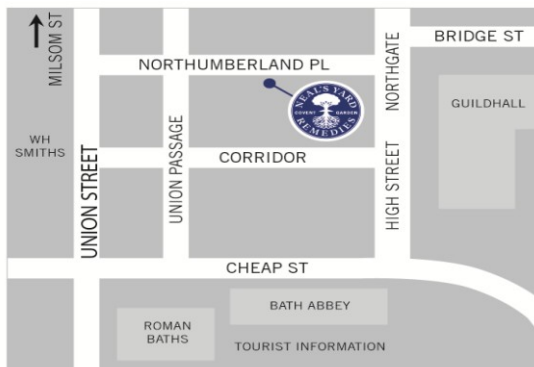 MILSOM ST
NORTHUMBERLAND PL
BRIDGE ST
NORTHGATE
NEAL'S YARD
COVENT GARDEN
REMEDIES
GUILDHALL
WH
SMITHS
UNION STREET
UNION PASSAGE
CORRIDOR
HIGH STREET
CHEAP ST
BATH ABBEY
ROMAN
BATHS
TOURIST INFORMATION